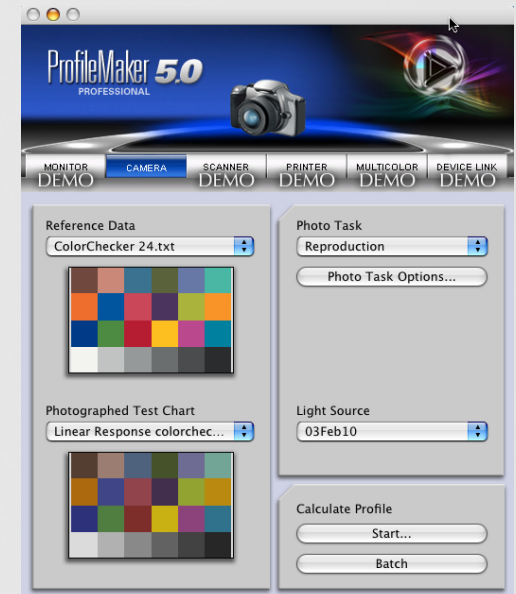 ProfileMaker 5.0
PROFESSIONAL
MONITOR CAMERA SCANNER PRINTER MULTICOLOR DEVICE LINK
DEMO DEMO DEMO DEMO DEMO
Reference Data
ColorChecker 24.txt
Photographed Test Chart
Linear Response colorchec...
Photo Task
Reproduction
Photo Task Options...
Light Source
03Feb10
Calculate Profile
Start...
Batch